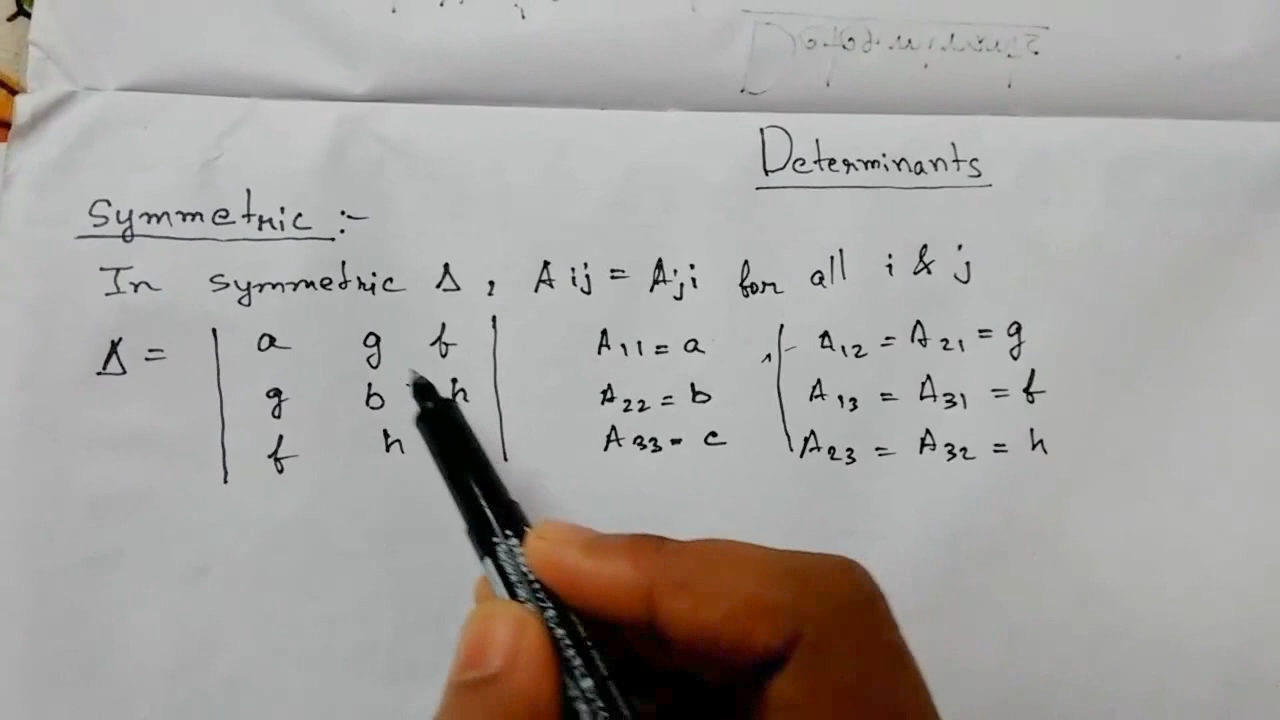 Determinants
Symmetric :-
In symmetric Δ, Aij = Aji for all i & j
Δ = | a g f | A11 = a A12 = A21 = g
g b h A22 = b A13 = A31 = f
f h A33 = c A23 = A32 = h